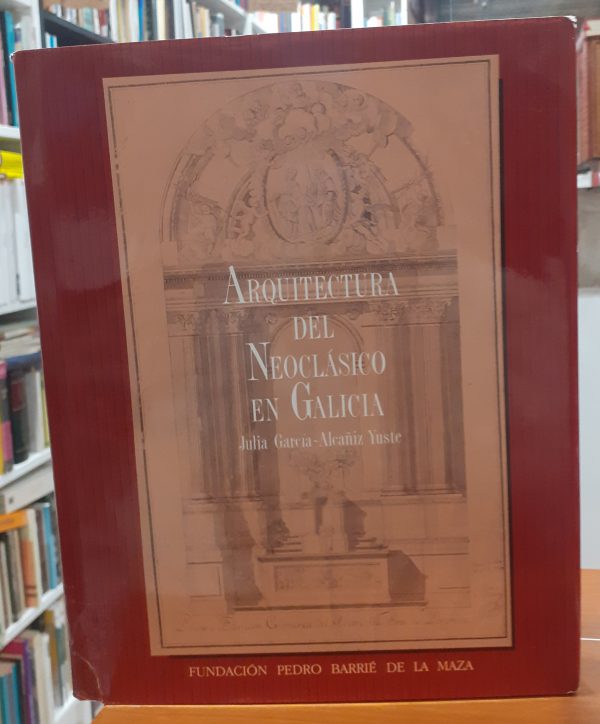 ARQUITECTURA
DEL
NEOCLÁSICO
EN GALICIA
Julia García-Alcañiz Yuste
FUNDACIÓN PEDRO BARRIÉ DE LA MAZA